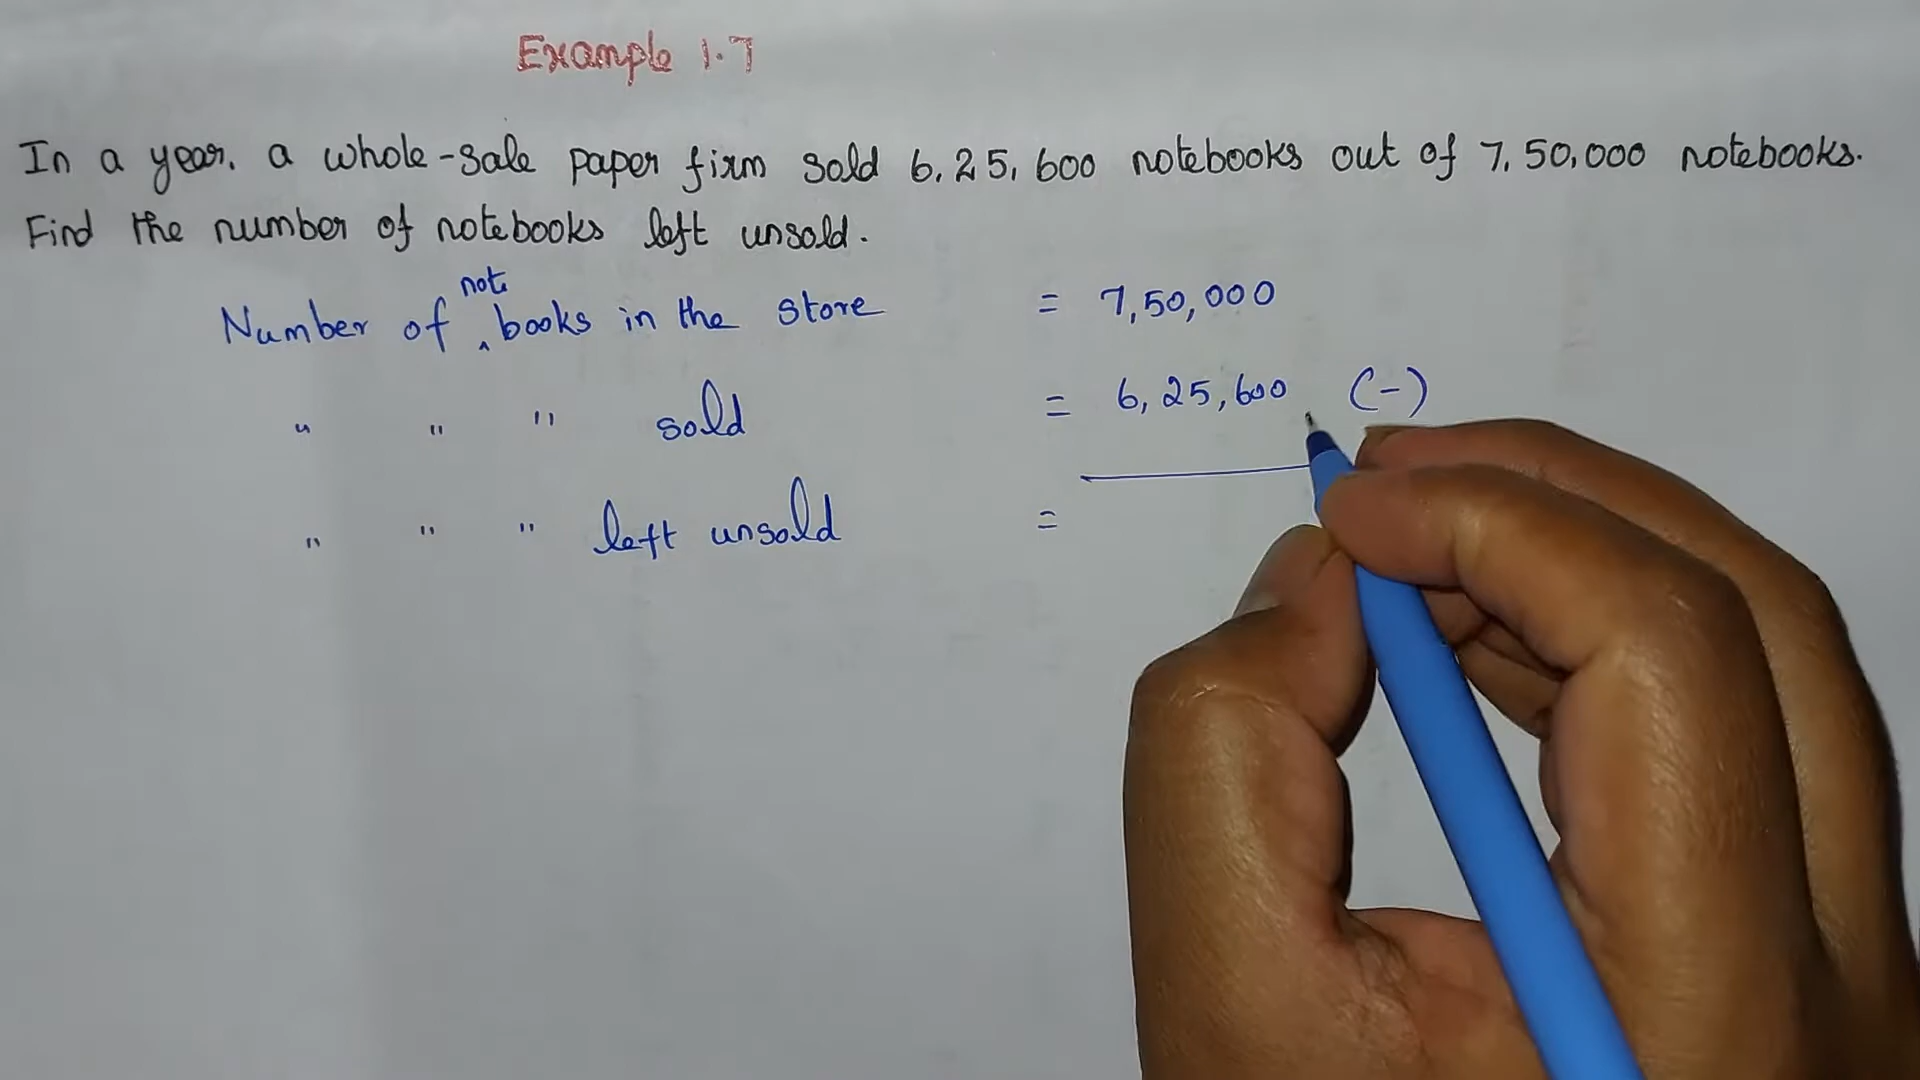 Example 1.7
In a year, a whole-sale paper firm sold 6,25,600 notebooks out of 7,50,000 notebooks.
Find the number of notebooks left unsold.
note
Number of ^ books in the store = 7,50,000
" " " sold = 6,25,600 (-)
" " " left unsold =